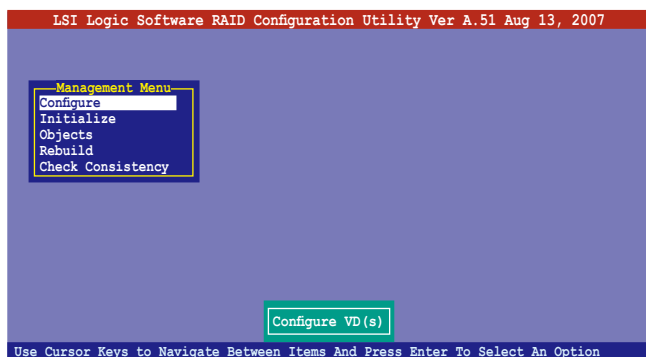 LSI Logic Software RAID Configuration Utility Ver A.51 Aug 13, 2007
Management Menu
Configure
Initialize
Objects
Rebuild
Check Consistency
Configure VD(s)
Use Cursor Keys to Navigate Between Items And Press Enter To Select An Option